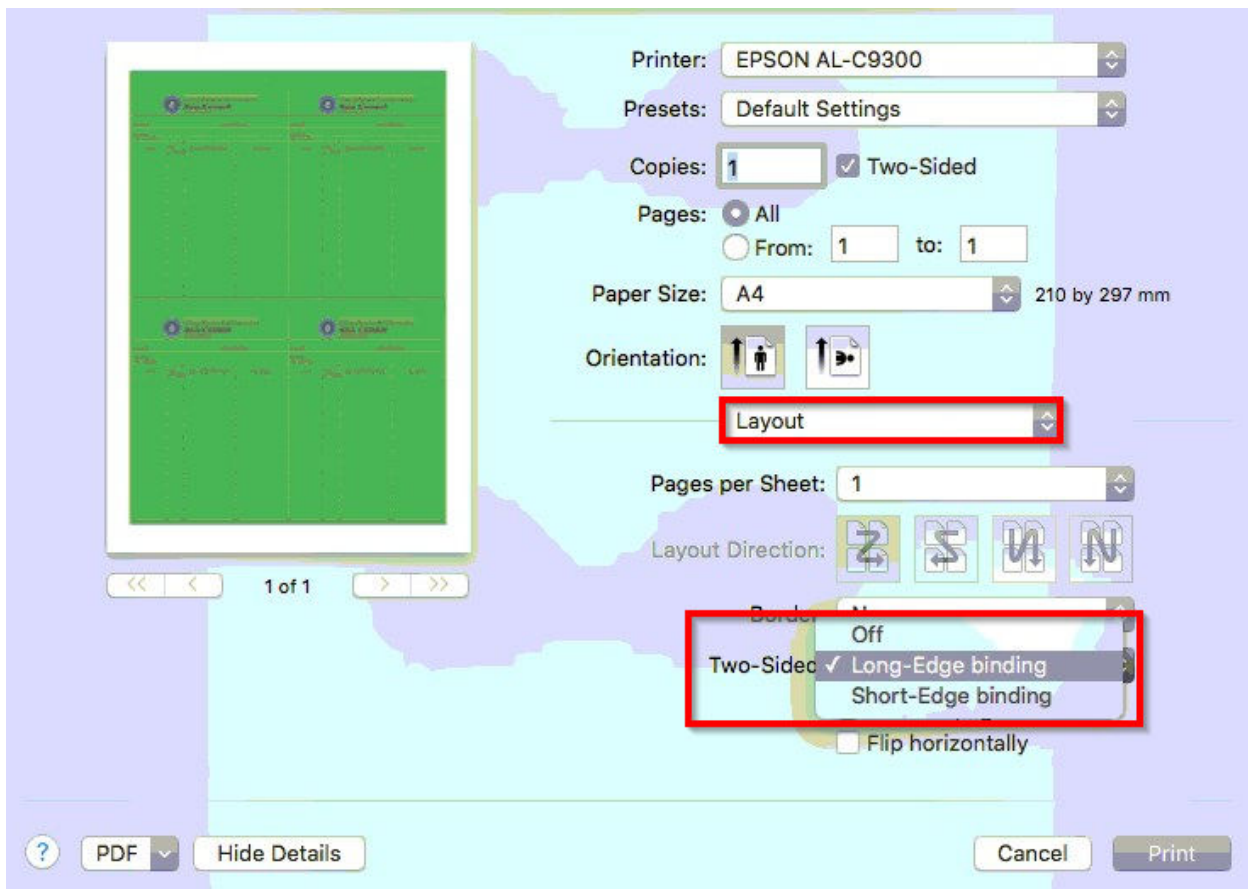 Printer: EPSON AL-C9300
Presets: Default Settings
Copies: 1 Two-Sided
Pages: All
From: 1 to: 1
Paper Size: A4 210 by 297 mm
Orientation:
Layout
Pages per Sheet: 1
Layout Direction:
Border
Off
Two-Sided ✓ Long-Edge binding
Short-Edge binding
Flip horizontally
<< < 1 of 1 > >>
? PDF Hide Details Cancel Print